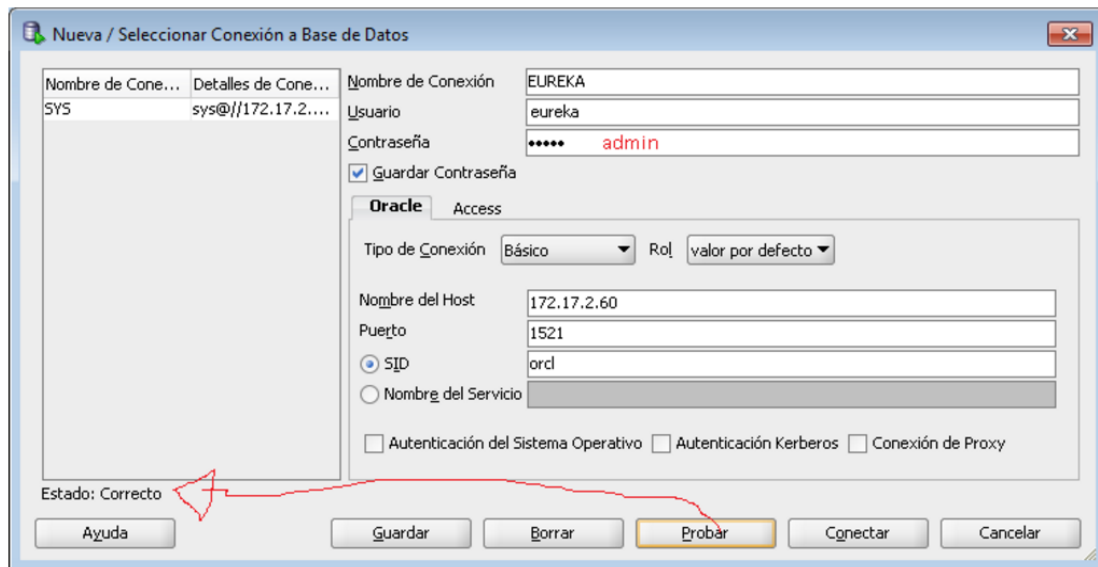 Nueva / Seleccionar Conexión a Base de Datos
Nombre de Cone... Detalles de Cone...
SYS sys@//172.17.2....
Nombre de Conexión EUREKA
Usuario eureka
Contraseña ••••• admin
Guardar Contraseña
Oracle Access
Tipo de Conexión Básico Rol valor por defecto
Nombre del Host 172.17.2.60
Puerto 1521
SID orcl
Nombre del Servicio
Autenticación del Sistema Operativo Autenticación Kerberos Conexión de Proxy
Estado: Correcto
Ayuda Guardar Borrar Probar Conectar Cancelar